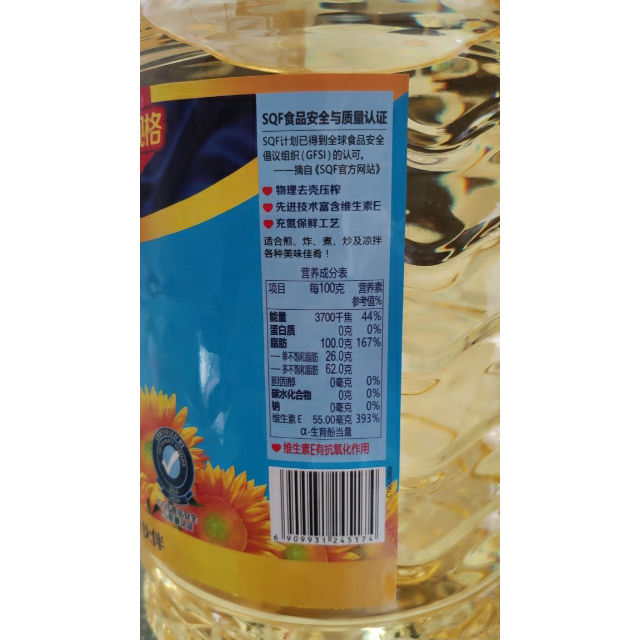 格
SQF食品安全与质量认证
SQF计划已得到全球食品安全
倡议组织(GFSI)的认可。
——摘自《SQF官方网站》
物理去壳压榨
先进技术富含维生素E
充氮保鲜工艺
适合煎、炸、煮、炒及凉拌
各种美味佳肴！
营养成分表
项目 每100克 营养素
参考值%
能量 3700千焦 44%
蛋白质 0克 0%
脂肪 100.0克 167%
—单不饱和脂肪 26.0克
—多不饱和脂肪 62.0克
胆固醇 0毫克 0%
碳水化合物 0克 0%
钠 0毫克 0%
维生素 E 55.00毫克 393%
α-生育酚当量
维生素E有抗氧化作用
6 909931 245174
伴